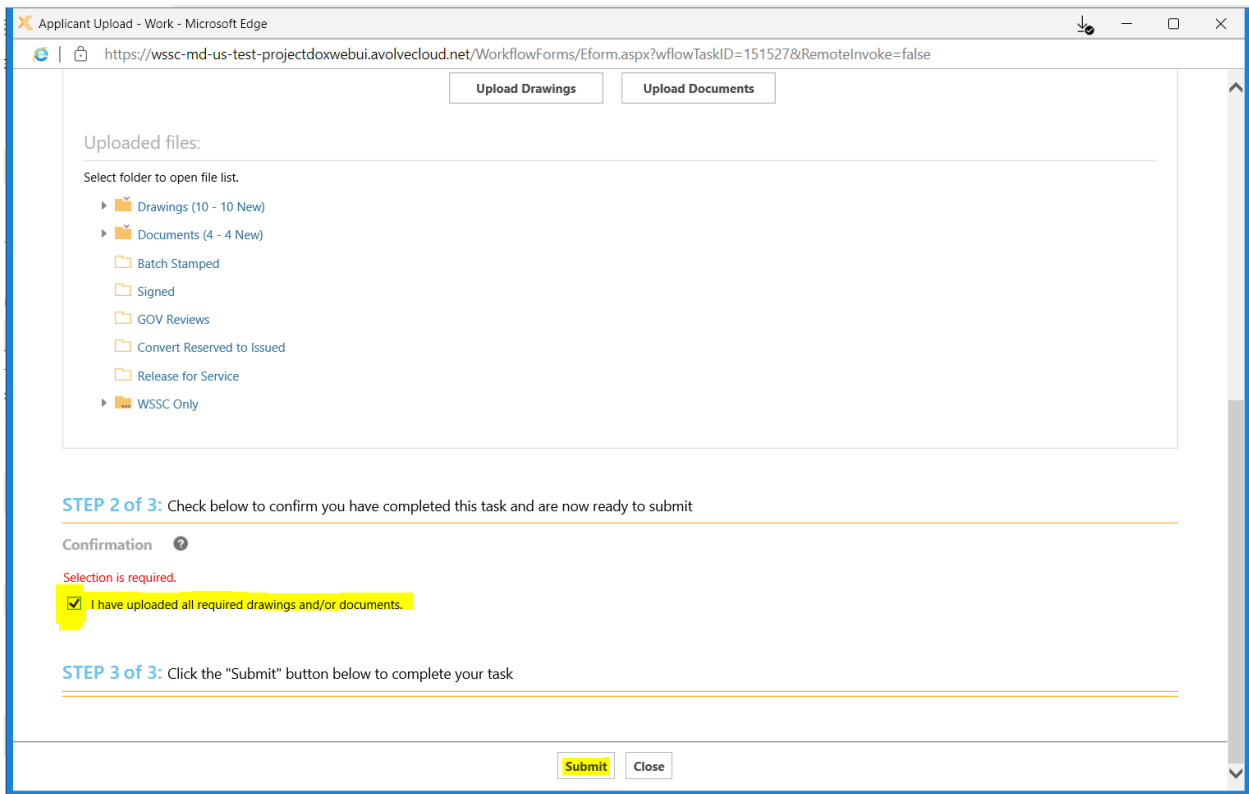 Applicant Upload - Work - Microsoft Edge
https://wssc-md-us-test-projectdoxwebui.avolvecloud.net/WorkflowForms/Eform.aspx?wflowTaskID=151527&RemoteInvoke=false
Upload Drawings Upload Documents
Uploaded files:
Select folder to open file list.
Drawings (10 - 10 New)
Documents (4 - 4 New)
Batch Stamped
Signed
GOV Reviews
Convert Reserved to Issued
Release for Service
WSSC Only
STEP 2 of 3: Check below to confirm you have completed this task and are now ready to submit
Confirmation ?
Selection is required.
I have uploaded all required drawings and/or documents.
STEP 3 of 3: Click the "Submit" button below to complete your task
Submit Close